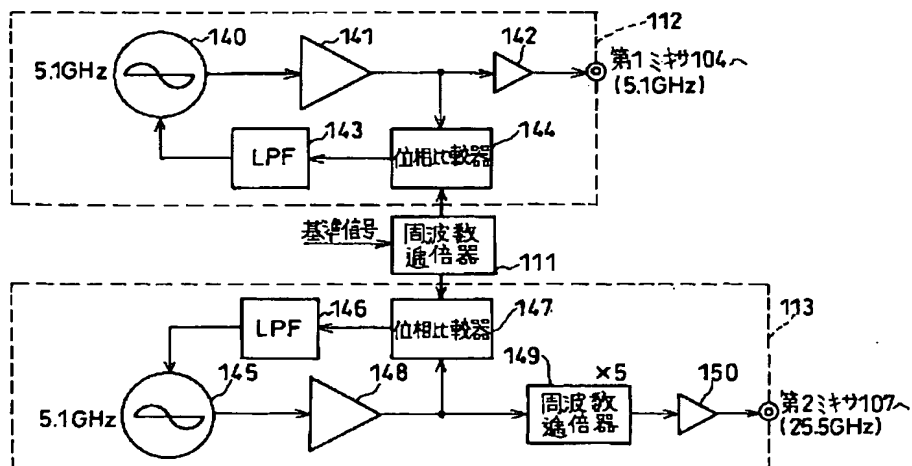 140
141
142
112
5.1GHz
第1ミキサ104へ
(5.1GHz)
143
144
LPF
位相比較器
基準信号
周波数
逓倍器
111
146
147
113
LPF
位相比較器
149
×5
145
148
150
5.1GHz
周波数
逓倍器
第2ミキサ107へ
(25.5GHz)